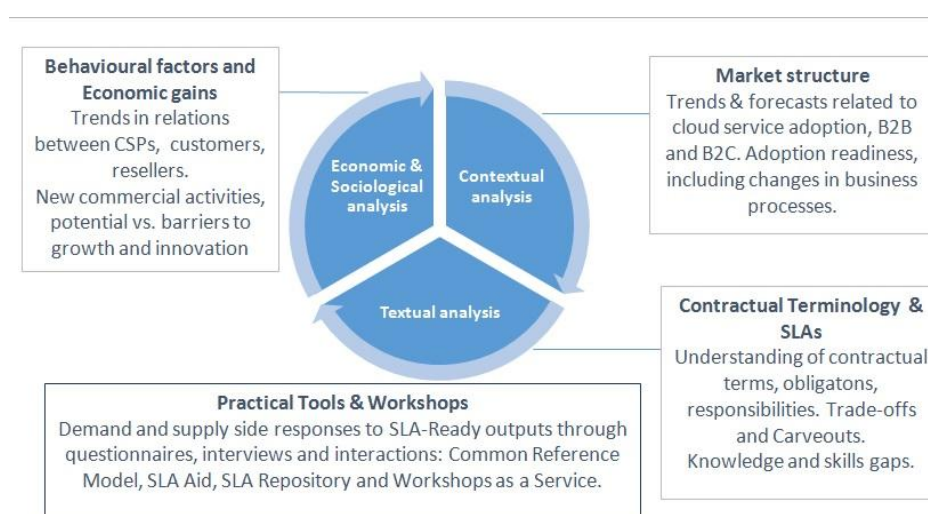 Behavioural factors and
Economic gains
Trends in relations
between CSPs, customers,
resellers.
New commercial activities,
potential vs. barriers to
growth and innovation
Economic &
Sociological
analysis
Contextual
analysis
Textual analysis
Market structure
Trends & forecasts related to
cloud service adoption, B2B
and B2C. Adoption readiness,
including changes in business
processes.
Contractual Terminology &
SLAs
Understanding of contractual
terms, obligatons,
responsibilities. Trade-offs
and Carveouts.
Knowledge and skills gaps.
Practical Tools & Workshops
Demand and supply side responses to SLA-Ready outputs through
questionnaires, interviews and interactions: Common Reference
Model, SLA Aid, SLA Repository and Workshops as a Service.